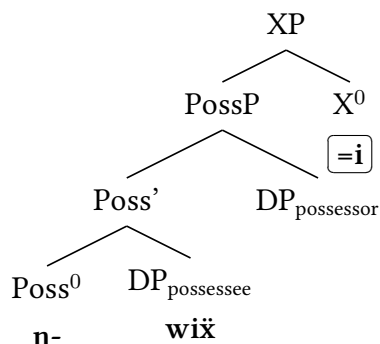 XP
PossP X⁰
=i
Poss' DPpossessor
Poss⁰ DPpossessee
n- wiẍ